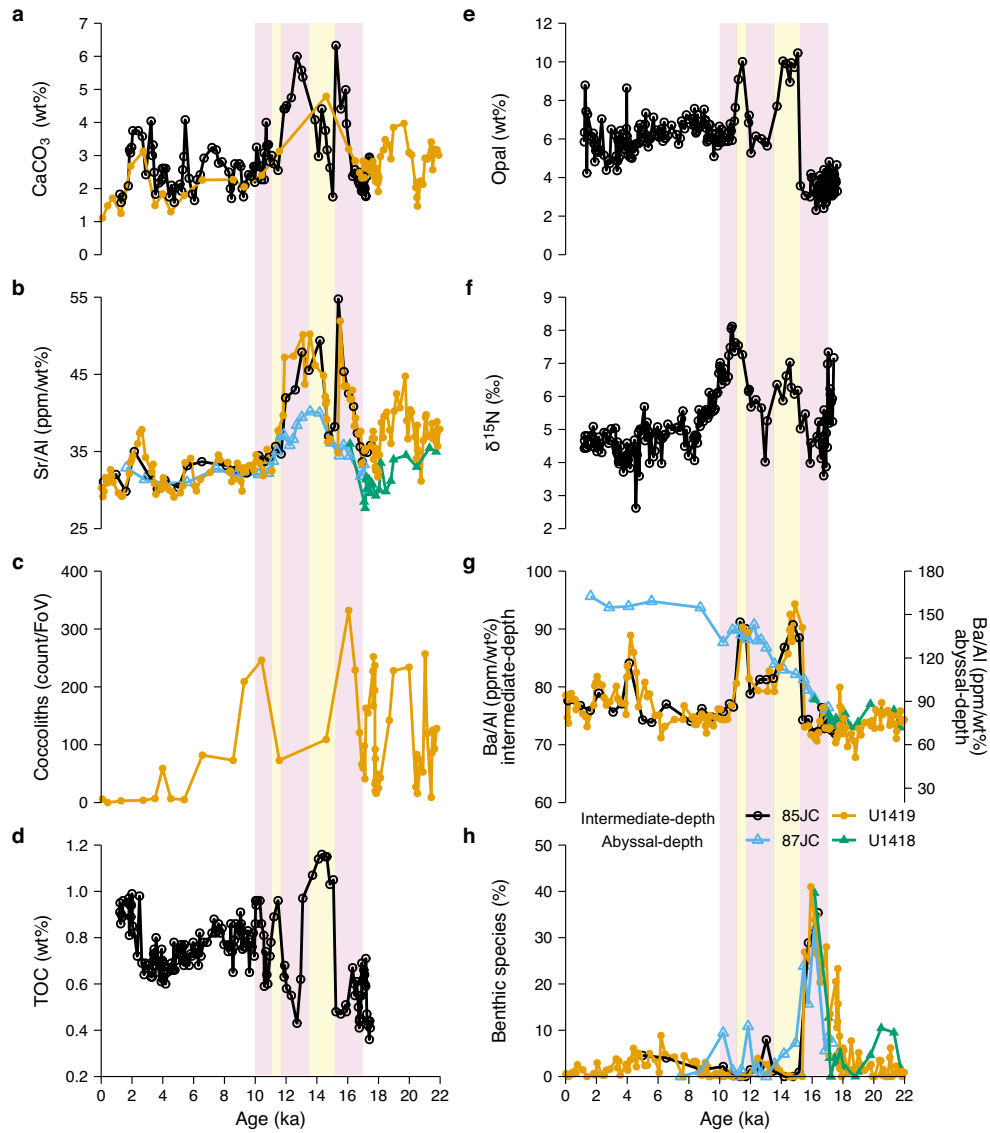 a
CaCO3 (wt%)
7
6
5
4
3
2
1
0
b
Sr/Al (ppm/wt%)
55
45
35
25
c
Coccoliths (count/FoV)
400
300
200
100
0
d
TOC (wt%)
1.2
1.0
0.8
0.6
0.4
0.2
0 2 4 6 8 10 12 14 16 18 20 22
Age (ka)
e
Opal (wt%)
12
10
8
6
4
2
0
f
δ15N (‰)
9
8
7
6
5
4
3
2
g
Ba/Al (ppm/wt%)
intermediate-depth
100
90
80
70
60
180
150
120
90
60
30
Ba/Al (ppm/wt%)
abyssal-depth
Intermediate-depth 85JC U1419
Abyssal-depth 87JC U1418
h
Benthic species (%)
50
40
30
20
10
0
0 2 4 6 8 10 12 14 16 18 20 22
Age (ka)